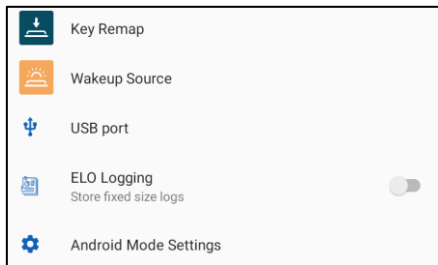 Key Remap
Wakeup Source
USB port
ELO Logging
Store fixed size logs
Android Mode Settings